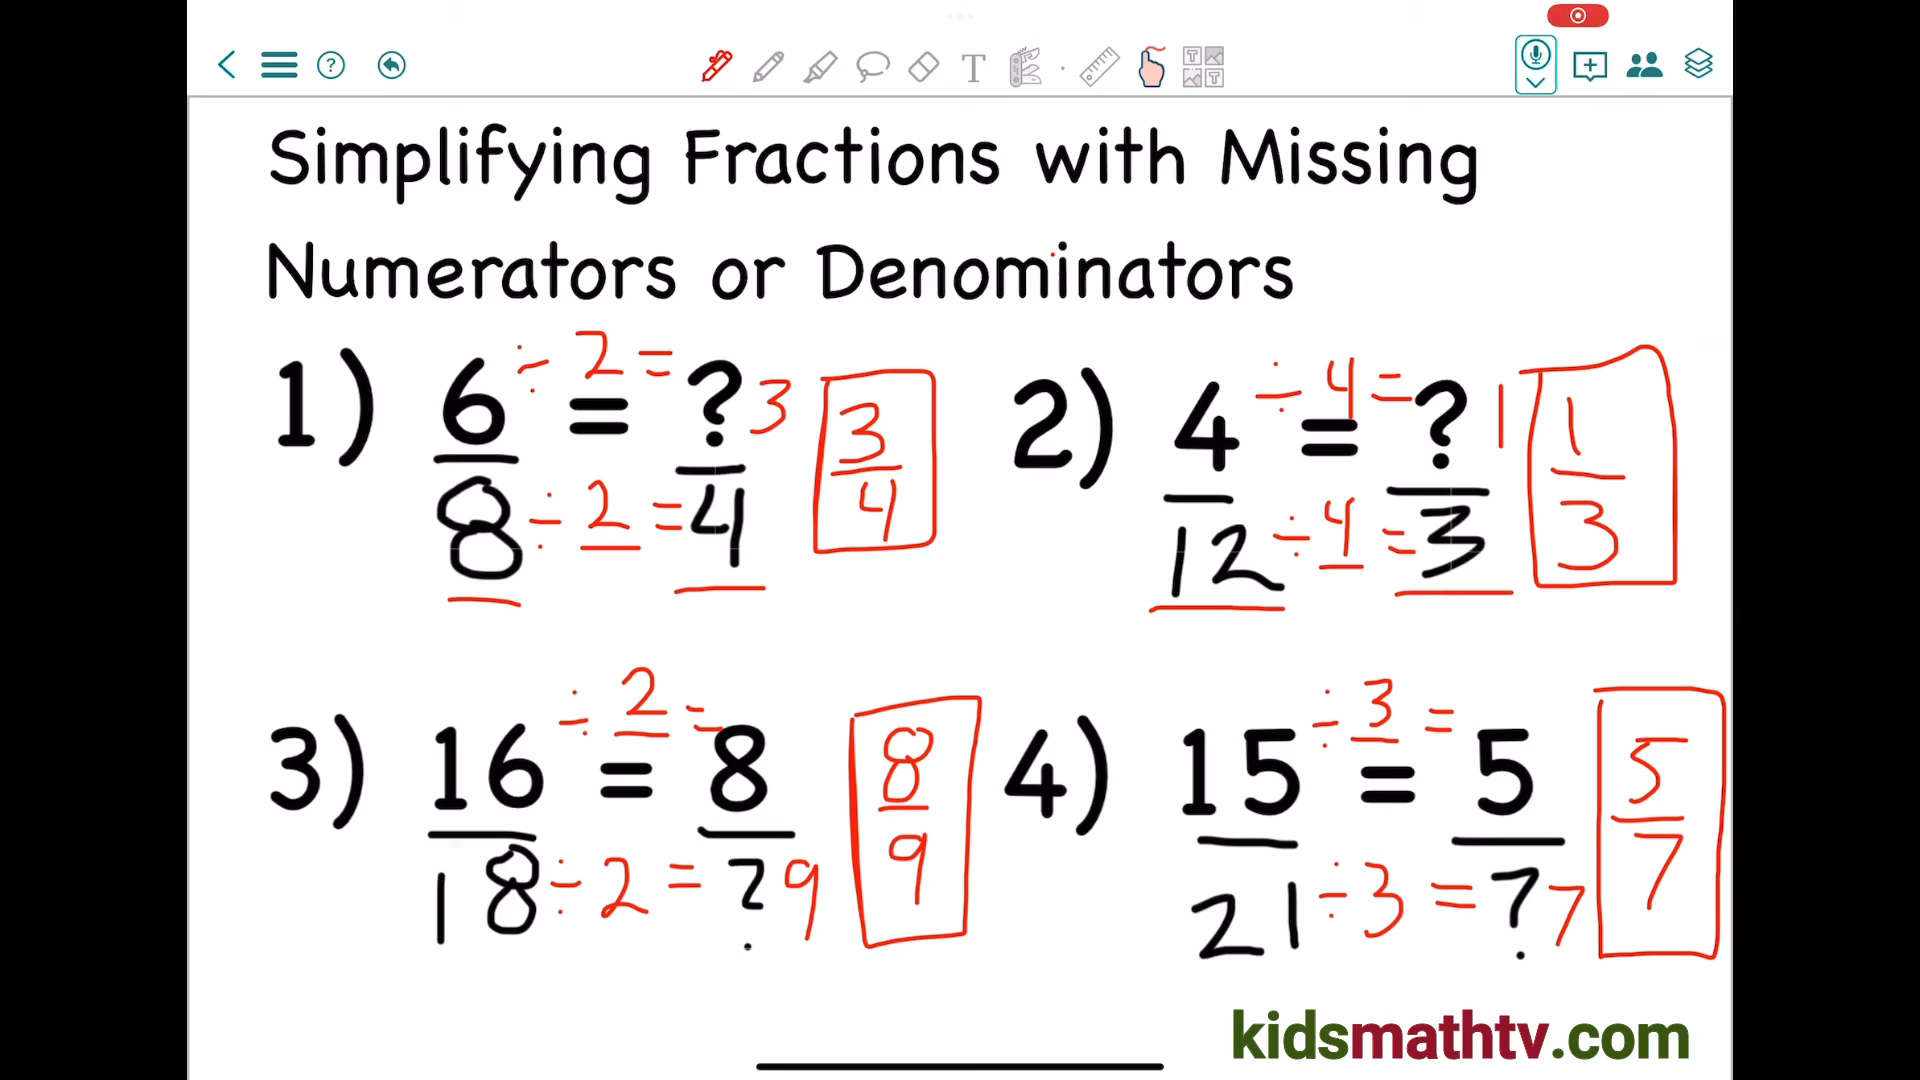 Simplifying Fractions with Missing
Numerators or Denominators
1) 6 ÷ 2 = ? 3 3
8 ÷ 2 = 4 4
2) 4 ÷ 4 = ? 1 1
12 ÷ 4 = 3 3
3) 16 ÷ 2 = 8 8
18 ÷ 2 = ? 9 9
4) 15 ÷ 3 = 5 5
21 ÷ 3 = ? 7 7
kidsmathtv.com